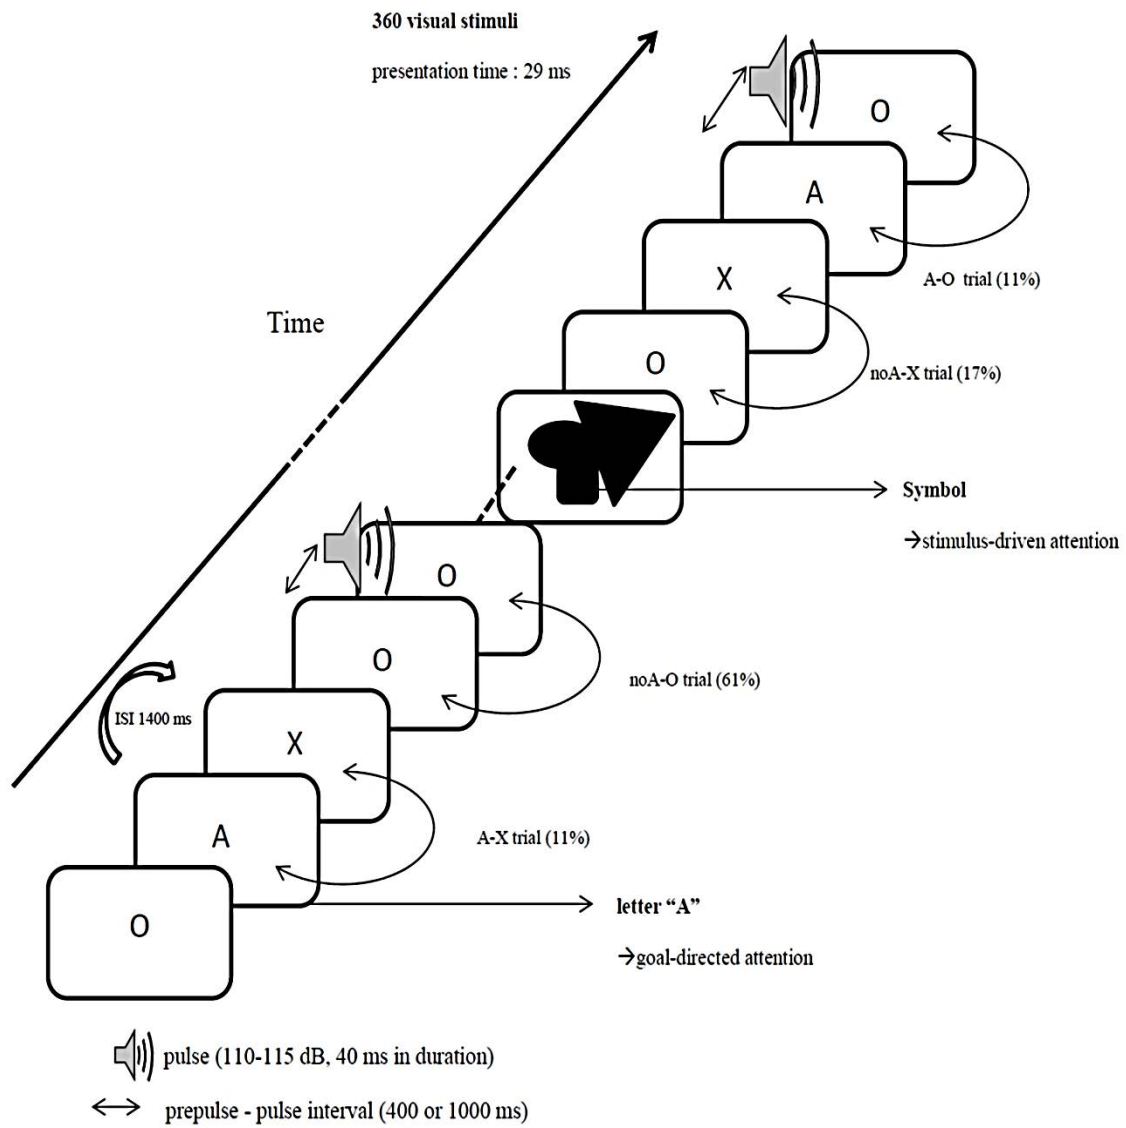 360 visual stimuli
presentation time : 29 ms
O
A
A-O trial (11%)
X
Time
O
noA-X trial (17%)
Symbol
→stimulus-driven attention
O
O
noA-O trial (61%)
ISI 1400 ms
X
A
A-X trial (11%)
letter “A”
O
→goal-directed attention
pulse (110-115 dB, 40 ms in duration)
prepulse - pulse interval (400 or 1000 ms)